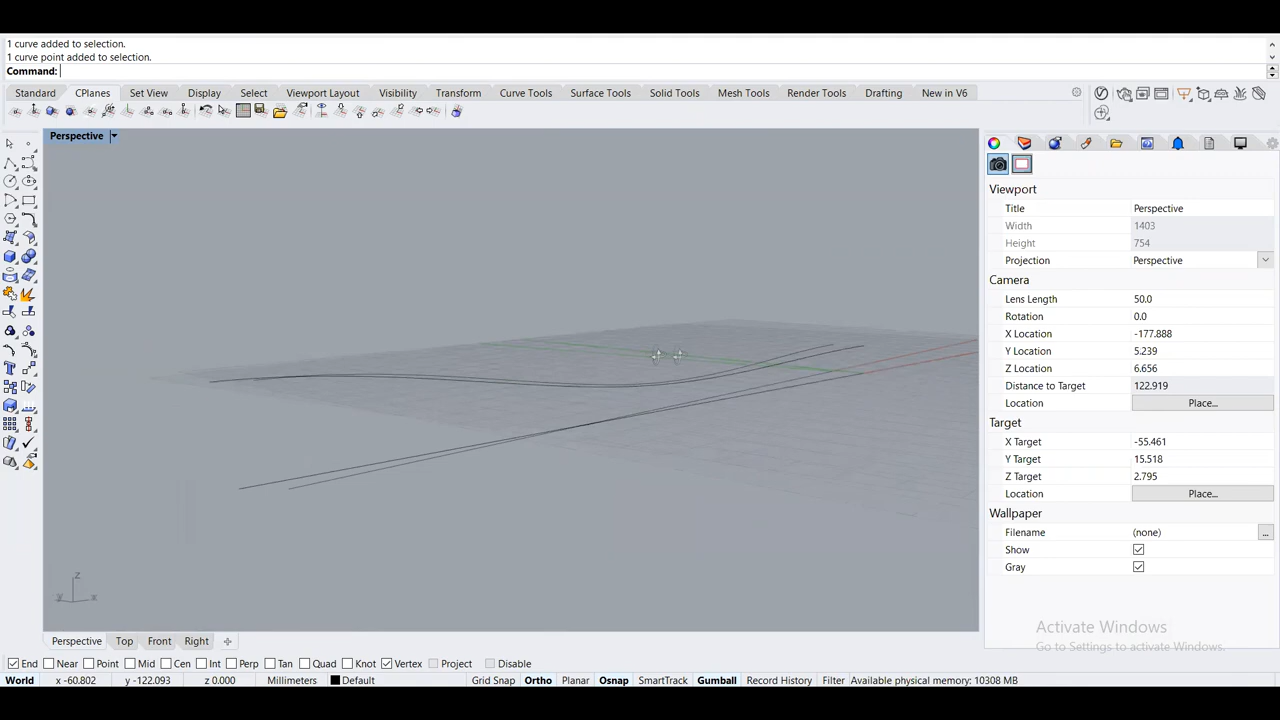 1 curve added to selection.
1 curve point added to selection.
Command:
Standard CPlanes Set View Display Select Viewport Layout Visibility Transform Curve Tools Surface Tools Solid Tools Mesh Tools Render Tools Drafting New in V6
Perspective
Viewport
Title Perspective
Width 1403
Height 754
Projection Perspective
Camera
Lens Length 50.0
Rotation 0.0
X Location -177.888
Y Location 5.239
Z Location 6.656
Distance to Target 122.919
Location Place...
Target
X Target -55.461
Y Target 15.518
Z Target 2.795
Location Place...
Wallpaper
Filename (none) ...
Show
Gray
z
y x
Activate Windows
Go to Settings to activate Windows.
Perspective Top Front Right
End Near Point Mid Cen Int Perp Tan Quad Knot Vertex Project Disable
World x -60.802 y -122.093 z 0.000 Millimeters Default Grid Snap Ortho Planar Osnap SmartTrack Gumball Record History Filter Available physical memory: 10308 MB